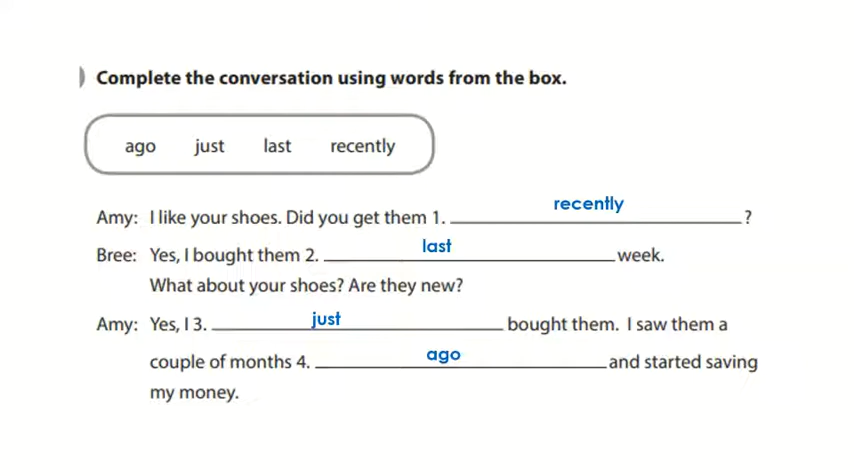 Complete the conversation using words from the box.
ago just last recently
Amy: I like your shoes. Did you get them 1. recently ?
Bree: Yes, I bought them 2. last week.
What about your shoes? Are they new?
Amy: Yes, I 3. just bought them. I saw them a
couple of months 4. ago and started saving
my money.